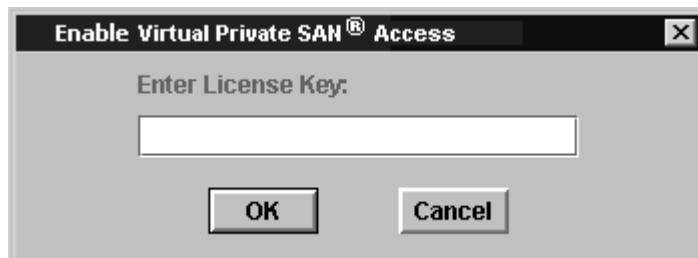 Enable Virtual Private SAN® Access
Enter License Key:
OK Cancel